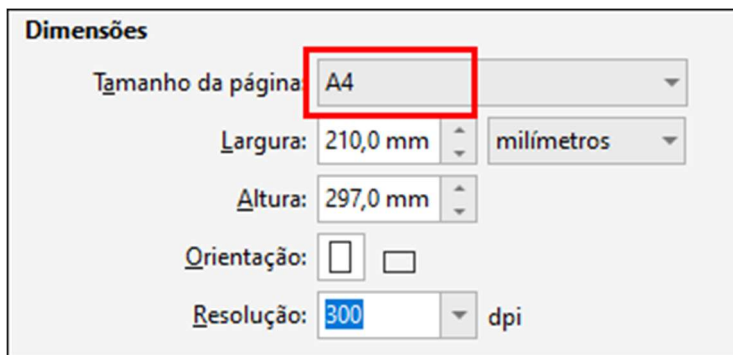 Dimensões
Tamanho da página: A4
Largura: 210,0 mm milímetros
Altura: 297,0 mm
Orientação:
Resolução: 300 dpi